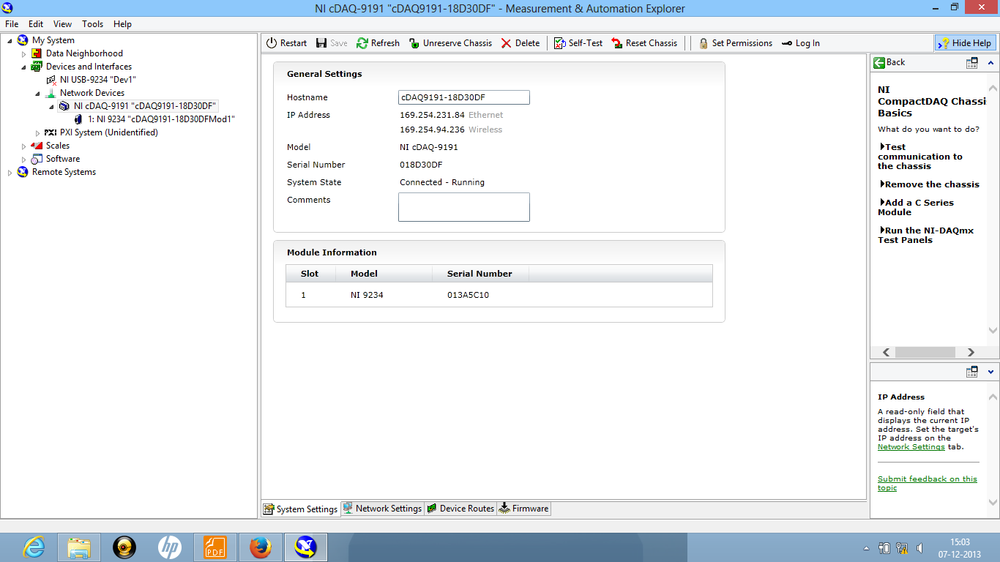 NI cDAQ-9191 "cDAQ9191-18D30DF" - Measurement & Automation Explorer
File Edit View Tools Help
My System
Data Neighborhood
Devices and Interfaces
NI USB-9234 "Dev1"
Network Devices
NI cDAQ-9191 "cDAQ9191-18D30DF"
1: NI 9234 "cDAQ9191-18D30DFMod1"
PXI PXI System (Unidentified)
Scales
Software
Remote Systems
Restart Save Refresh Unreserve Chassis Delete Self-Test Reset Chassis Set Permissions Log In Hide Help
General Settings
Hostname cDAQ9191-18D30DF
IP Address 169.254.231.84 Ethernet
169.254.94.236 Wireless
Model NI cDAQ-9191
Serial Number 018D30DF
System State Connected - Running
Comments
Module Information
Slot Model Serial Number
1 NI 9234 013A5C10
Back
NI
CompactDAQ Chassi
Basics
What do you want to do?
Test
communication to
the chassis
Remove the chassis
Add a C Series
Module
Run the NI-DAQmx
Test Panels
IP Address
A read-only field that
displays the current IP
address. Set the target's
IP address on the
Network Settings tab.
Submit feedback on this
topic
System Settings Network Settings Device Routes Firmware
hp
PDF
15:03
07-12-2013